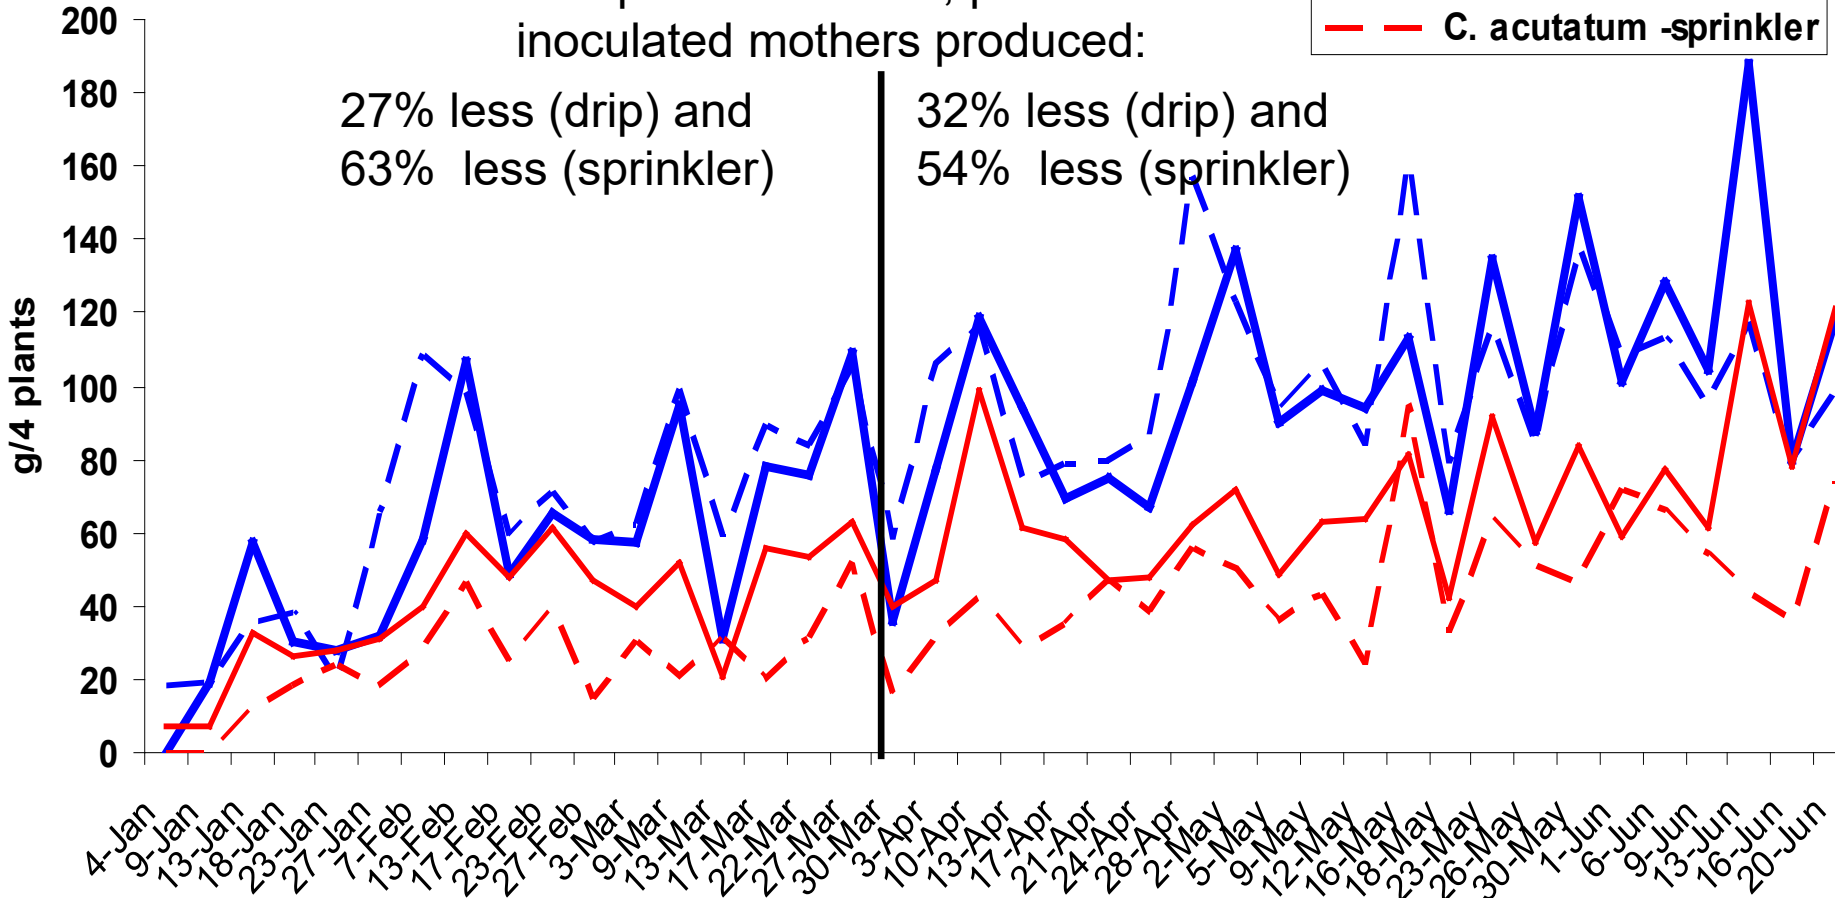 C. acutatum -sprinkler
inoculated mothers produced:
27% less (drip) and
63% less (sprinkler)
32% less (drip) and
54% less (sprinkler)
g/4 plants
200
180
160
140
120
100
80
60
40
20
0
4-Jan
9-Jan
13-Jan
18-Jan
23-Jan
27-Jan
7-Feb
13-Feb
17-Feb
23-Feb
27-Feb
3-Mar
9-Mar
13-Mar
17-Mar
22-Mar
27-Mar
30-Mar
3-Apr
10-Apr
17-Apr
21-Apr
24-Apr
28-Apr
2-May
5-May
9-May
12-May
16-May
18-May
23-May
26-May
30-May
1-Jun
6-Jun
9-Jun
13-Jun
16-Jun
20-Jun